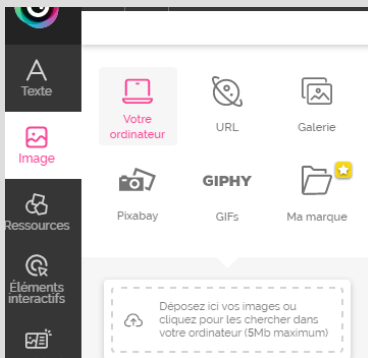 Texte
Image
Ressources
Éléments
interactifs
Votre
ordinateur
URL
Galerie
GIPHY
Pixabay
GIFs
Ma marque
Déposez ici vos images ou
cliquez pour les chercher dans
votre ordinateur (5Mb maximum)